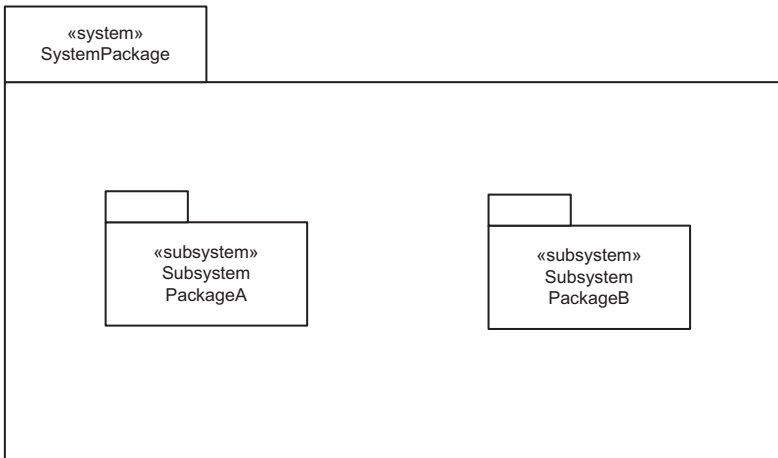 «system»
SystemPackage
«subsystem»
Subsystem
PackageA
«subsystem»
Subsystem
PackageB